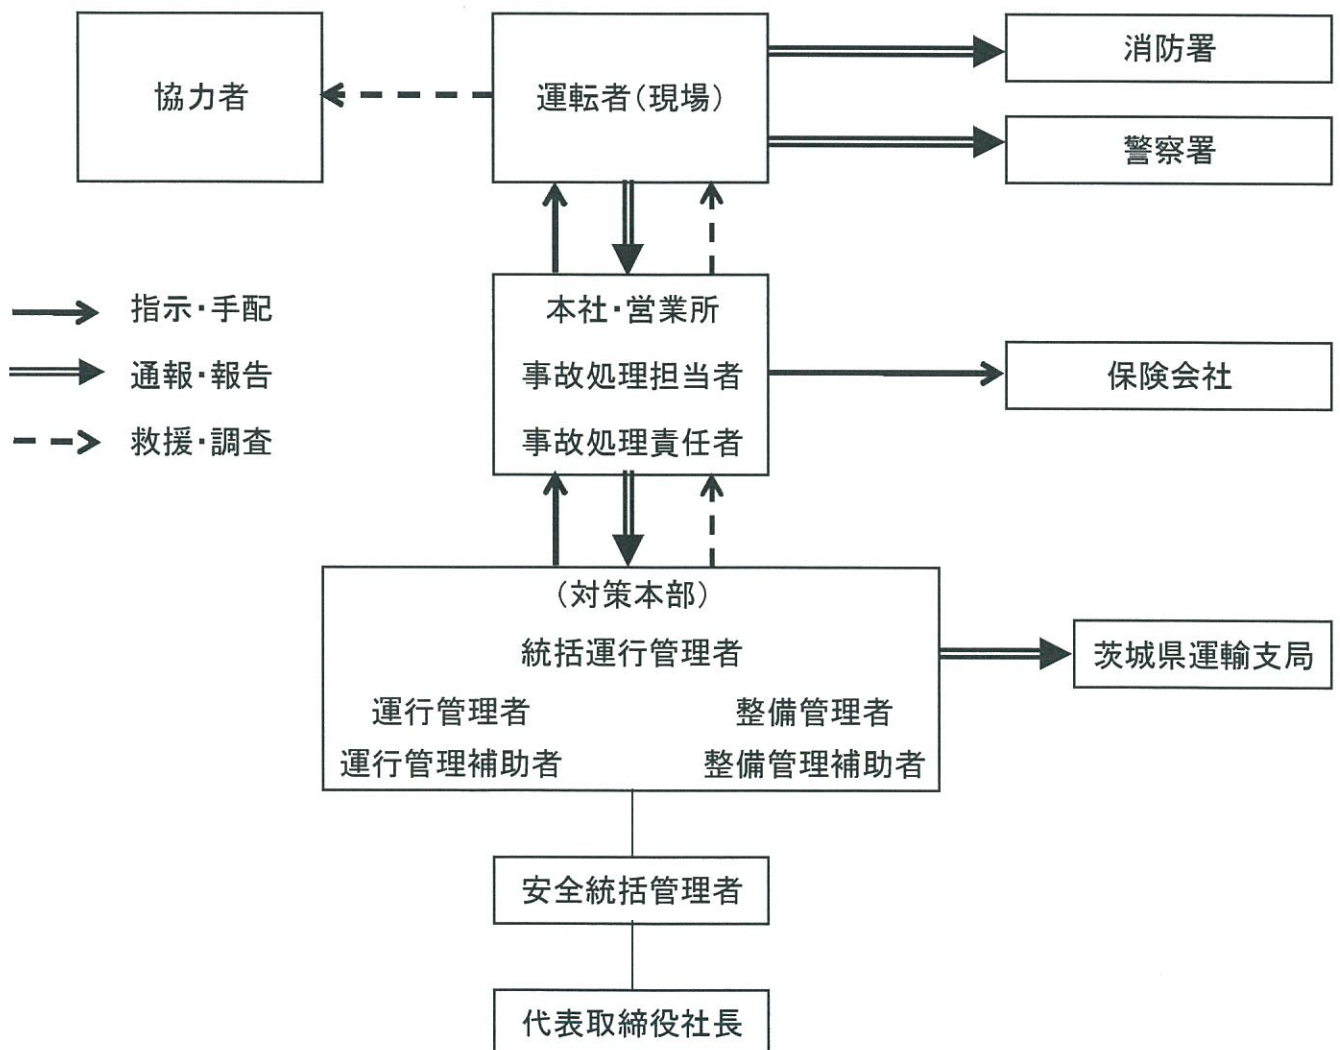 協力者
運転者(現場)
消防署
警察署
指示・手配
通報・報告
救援・調査
本社・営業所
事故処理担当者
事故処理責任者
保険会社
(対策本部)
統括運行管理者
運行管理者
整備管理者
運行管理補助者
整備管理補助者
茨城県運輸支局
安全統括管理者
代表取締役社長